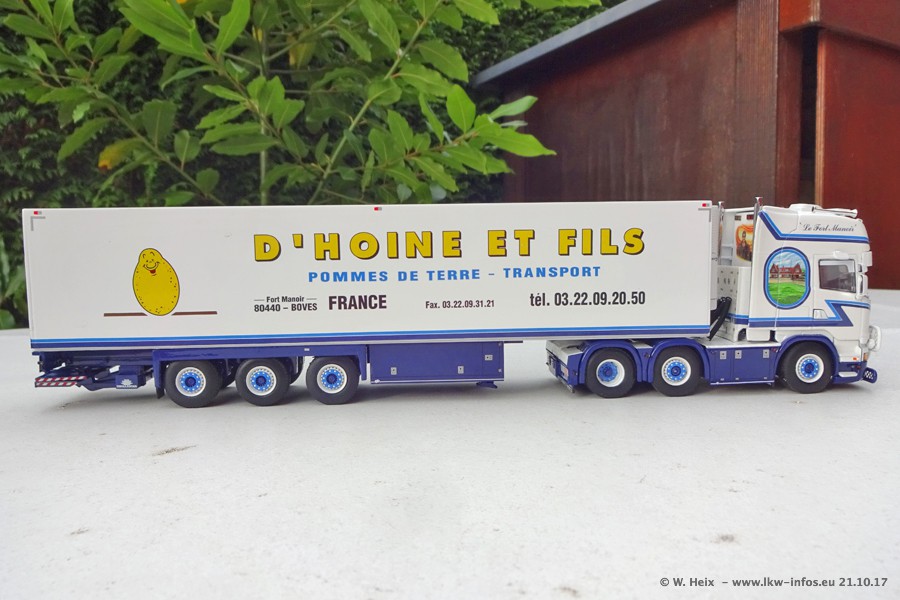 D'HOINE ET FILS
POMMES DE TERRE - TRANSPORT
Fort Manoir
80440 - BOVES
FRANCE
Fax. 03.22.09.31.21
tél. 03.22.09.20.50
"Le Fort Manoir"
© W. Heix - www.lkw-infos.eu 21.10.17